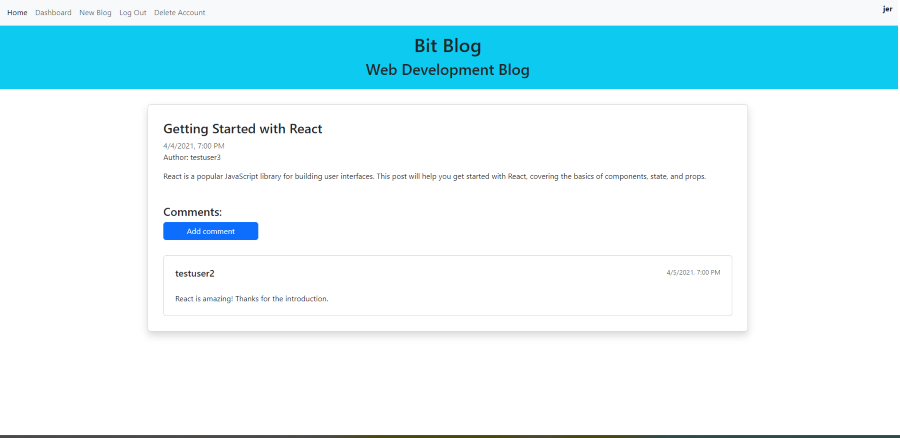 Home Dashboard New Blog Log Out Delete Account jer
Bit Blog
Web Development Blog
Getting Started with React
4/4/2021, 7:00 PM
Author: testuser3
React is a popular JavaScript library for building user interfaces. This post will help you get started with React, covering the basics of components, state, and props.
Comments:
Add comment
testuser2 4/5/2021, 7:00 PM
React is amazing! Thanks for the introduction.